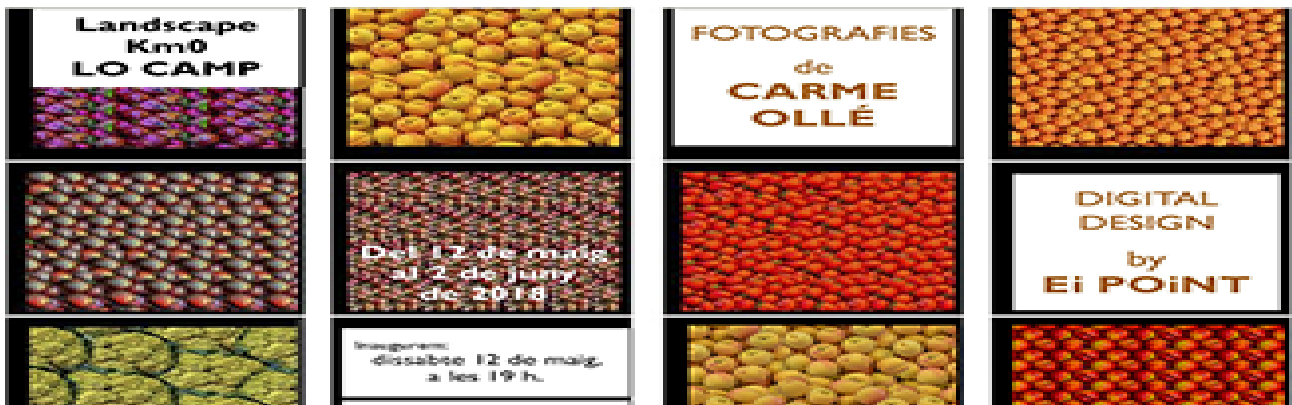 Landscape
Km0
LO CAMP
FOTOGRAFIES
de
CARME
OLLÉ
Del 12 de maig
al 2 de juny
de 2018
DIGITAL
DESIGN
by
Ei POiNT
Inaugurem:
dissabte 12 de maig,
a les 19 h.